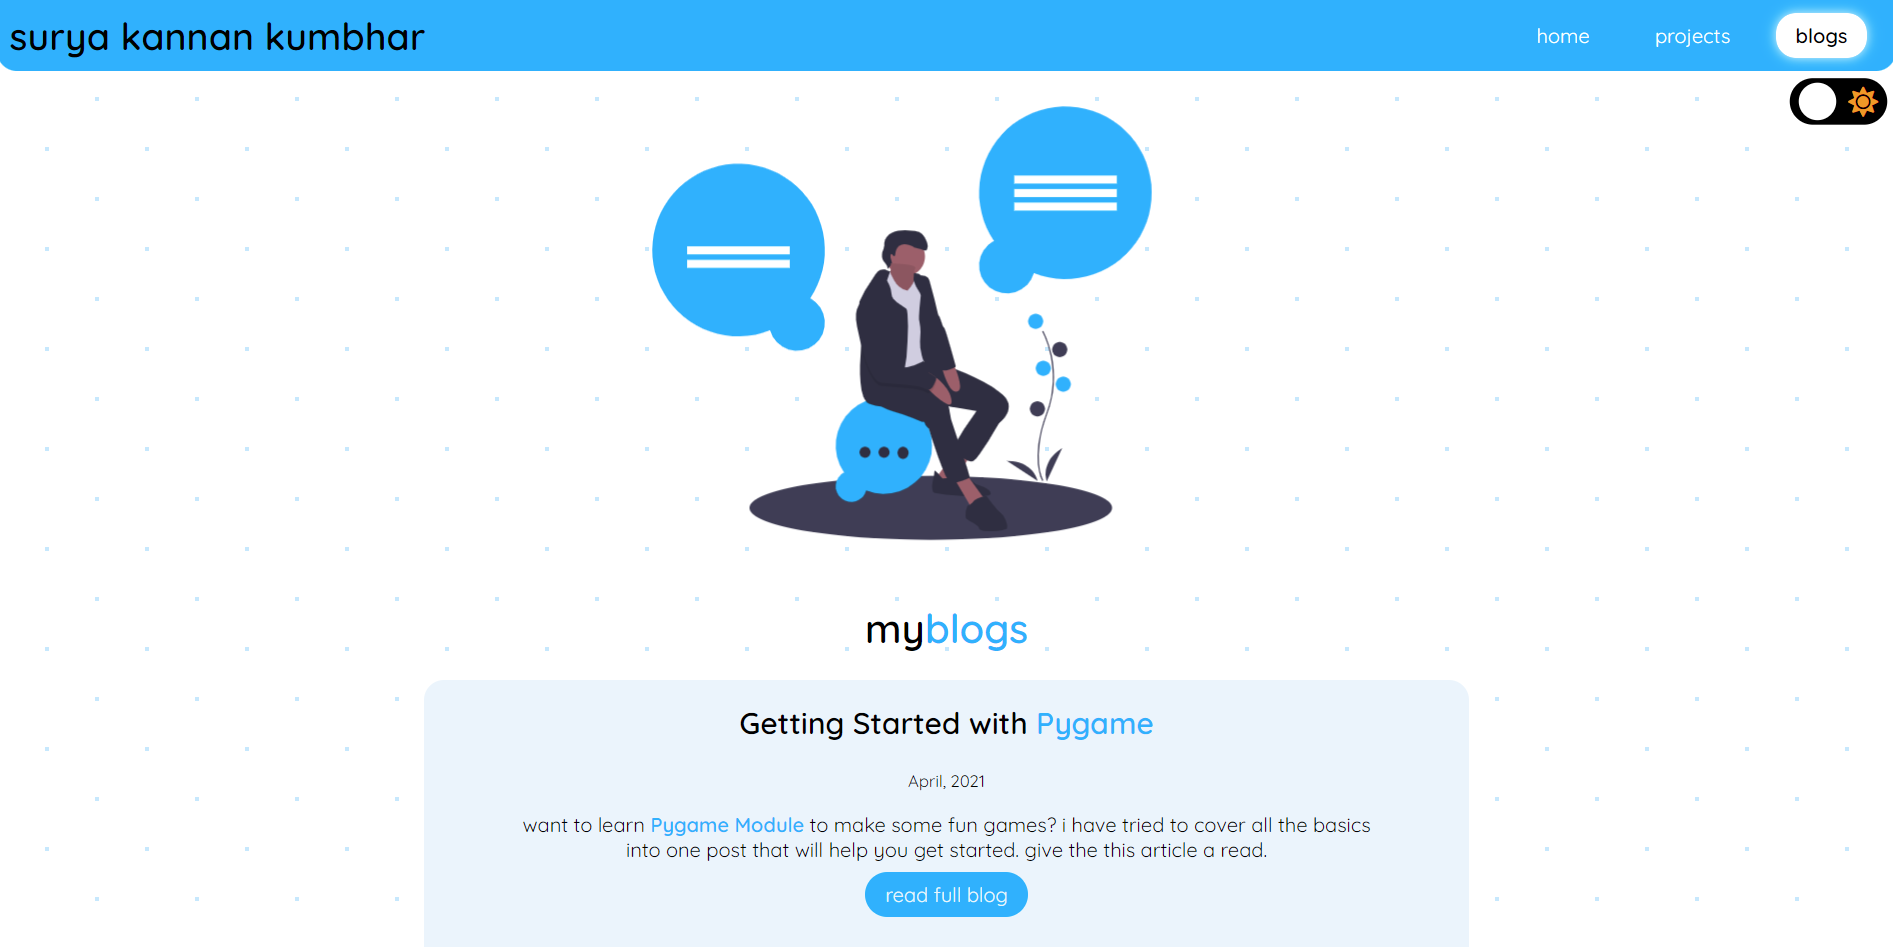 surya kannan kumbhar
home projects blogs
myblogs
Getting Started with Pygame
April, 2021
want to learn Pygame Module to make some fun games? i have tried to cover all the basics
into one post that will help you get started. give the this article a read.
read full blog